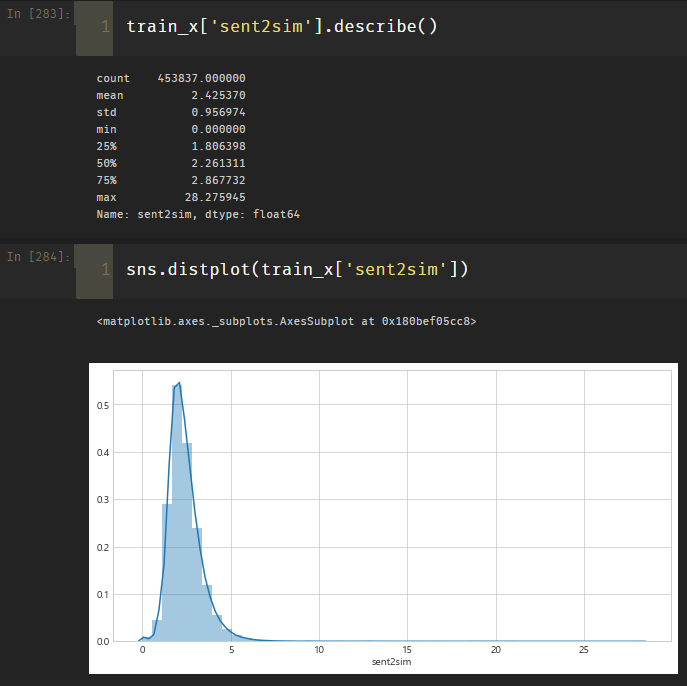 In [283]:
1 train_x['sent2sim'].describe()
count 453837.000000
mean 2.425370
std 0.956974
min 0.000000
25% 1.806398
50% 2.261311
75% 2.867732
max 28.275945
Name: sent2sim, dtype: float64
In [284]:
1 sns.distplot(train_x['sent2sim'])
<matplotlib.axes._subplots.AxesSubplot at 0x180bef05cc8>
0.5
0.4
0.3
0.2
0.1
0.0
0 5 10 15 20 25
sent2sim